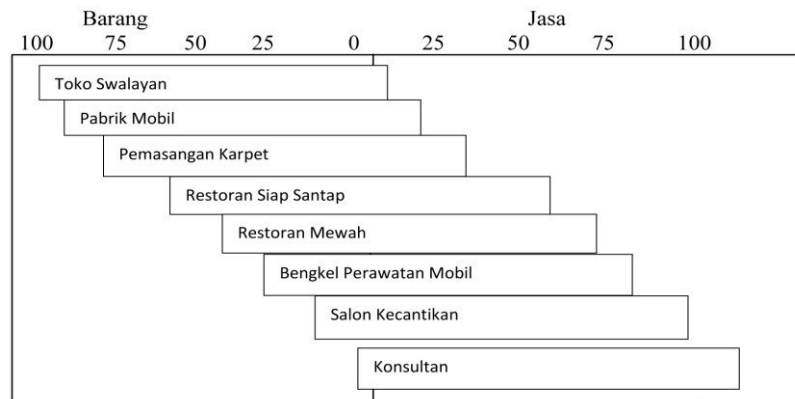 Barang Jasa
100 75 50 25 0 25 50 75 100
Toko Swalayan
Pabrik Mobil
Pemasangan Karpet
Restoran Siap Santap
Restoran Mewah
Bengkel Perawatan Mobil
Salon Kecantikan
Konsultan